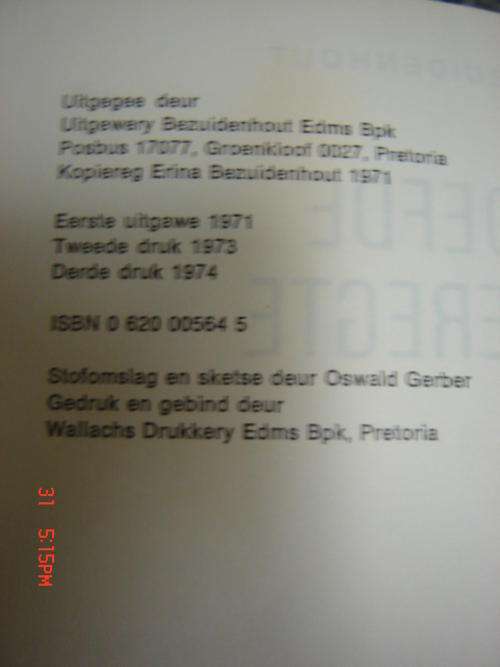 Uitgegee deur
Uitgewery Bezuidenhout Edms Bpk
Posbus 17077, Groenkloof 0027, Pretoria
Kopiereg Erina Bezuidenhout 1971
Eerste uitgawe 1971
Tweede druk 1973
Derde druk 1974
ISBN 0 620 00564 5
Stofomslag en sketse deur Oswald Gerber
Gedruk en gebind deur
Wallachs Drukkery Edms Bpk, Pretoria
31 5:15PM